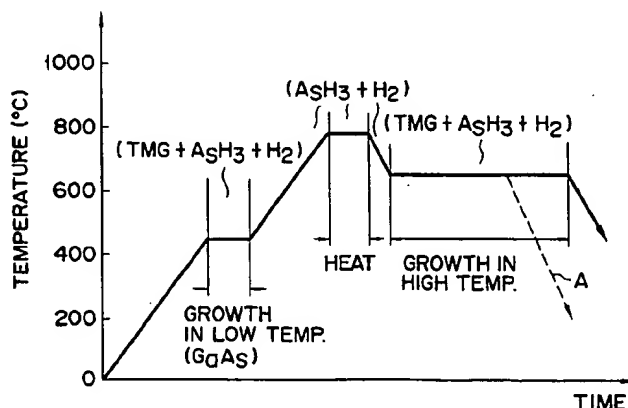 1000
800
600
400
200
0
TEMPERATURE (°C)
(AsH3 + H2)
(TMG + AsH3 + H2)
(TMG + AsH3 + H2)
HEAT
GROWTH IN
HIGH TEMP.
A
GROWTH
IN LOW TEMP.
(GaAs)
TIME